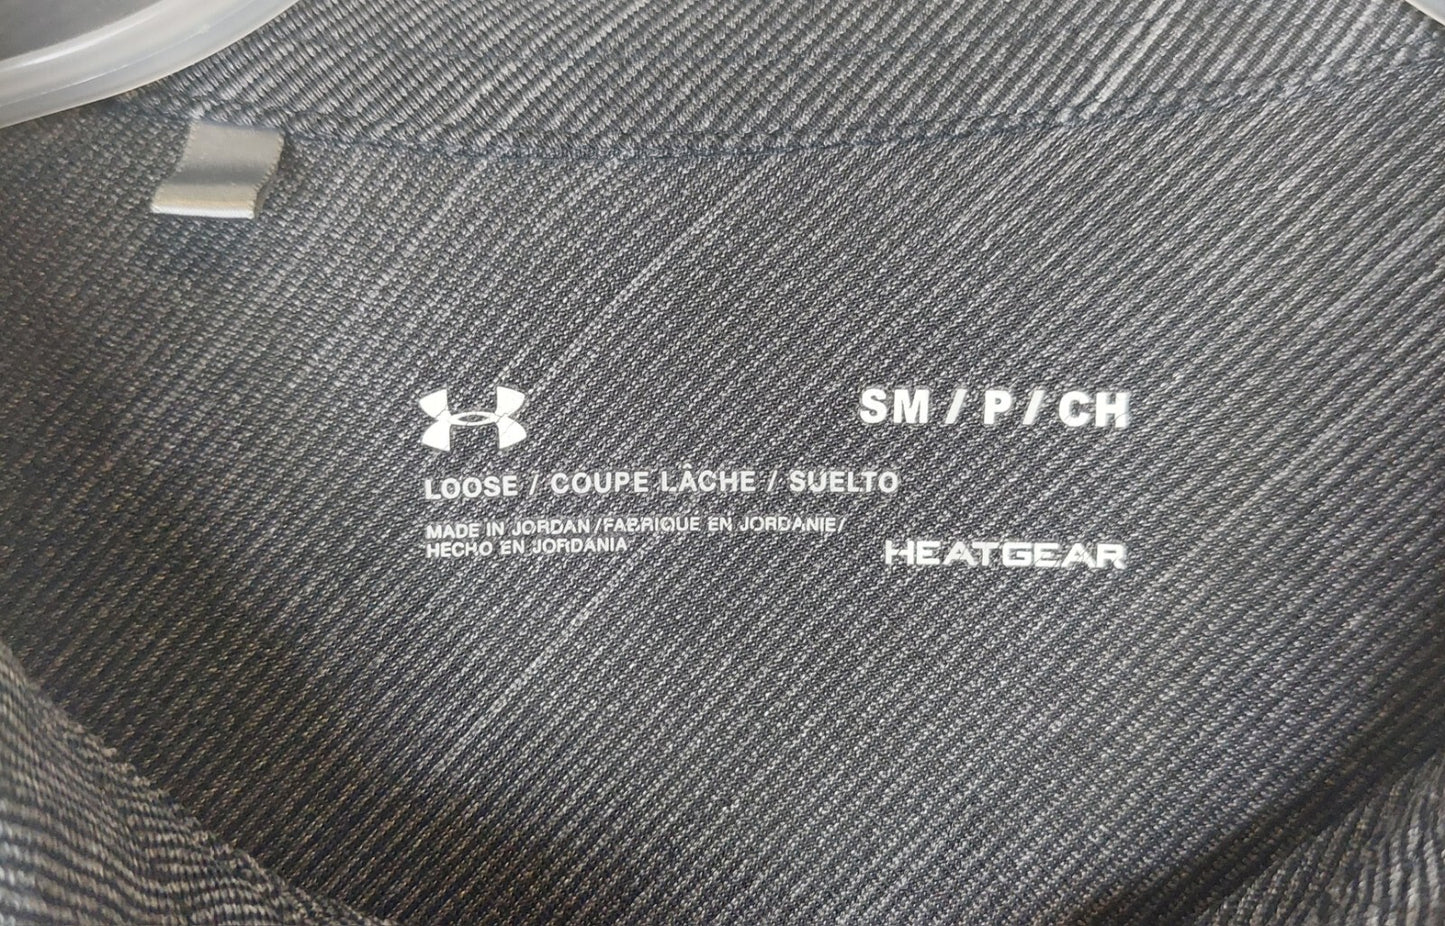 SM / P / CH
LOOSE / COUPE LÂCHE / SUELTO
MADE IN JORDAN / FABRIQUÉ EN JORDANIE /
HECHO EN JORDANIA
HEATGEAR